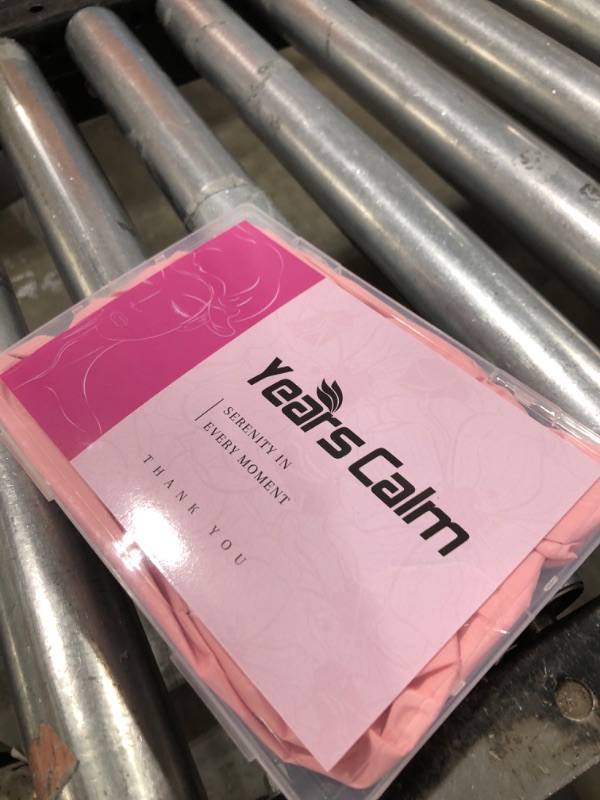 Years Calm
SERENITY IN
EVERY MOMENT
THANK YOU